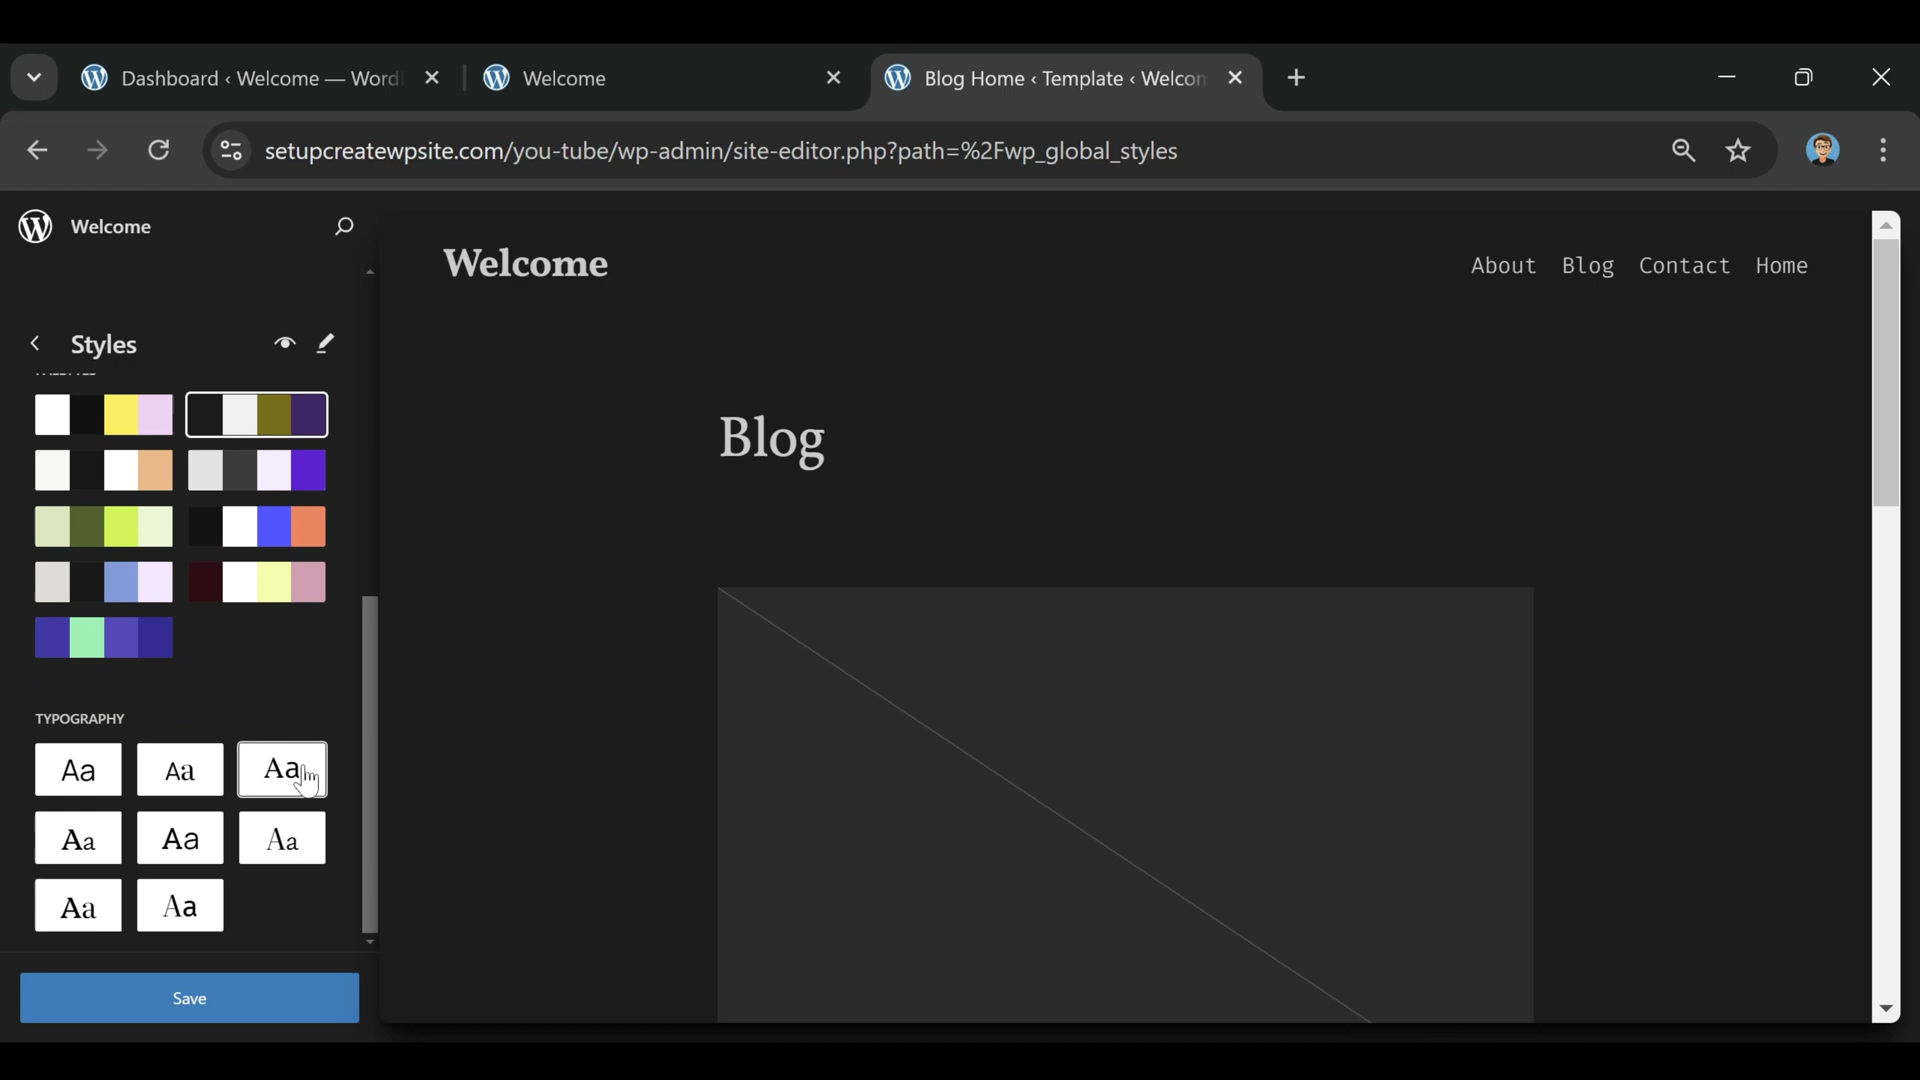 Dashboard ‹ Welcome — Word
Welcome
Blog Home ‹ Template ‹ Welcom
setupcreatewpsite.com/you-tube/wp-admin/site-editor.php?path=%2Fwp_global_styles
Welcome
Welcome
About Blog Contact Home
Styles
Blog
TYPOGRAPHY
Aa Aa Aa
Aa Aa Aa
Aa Aa
Save